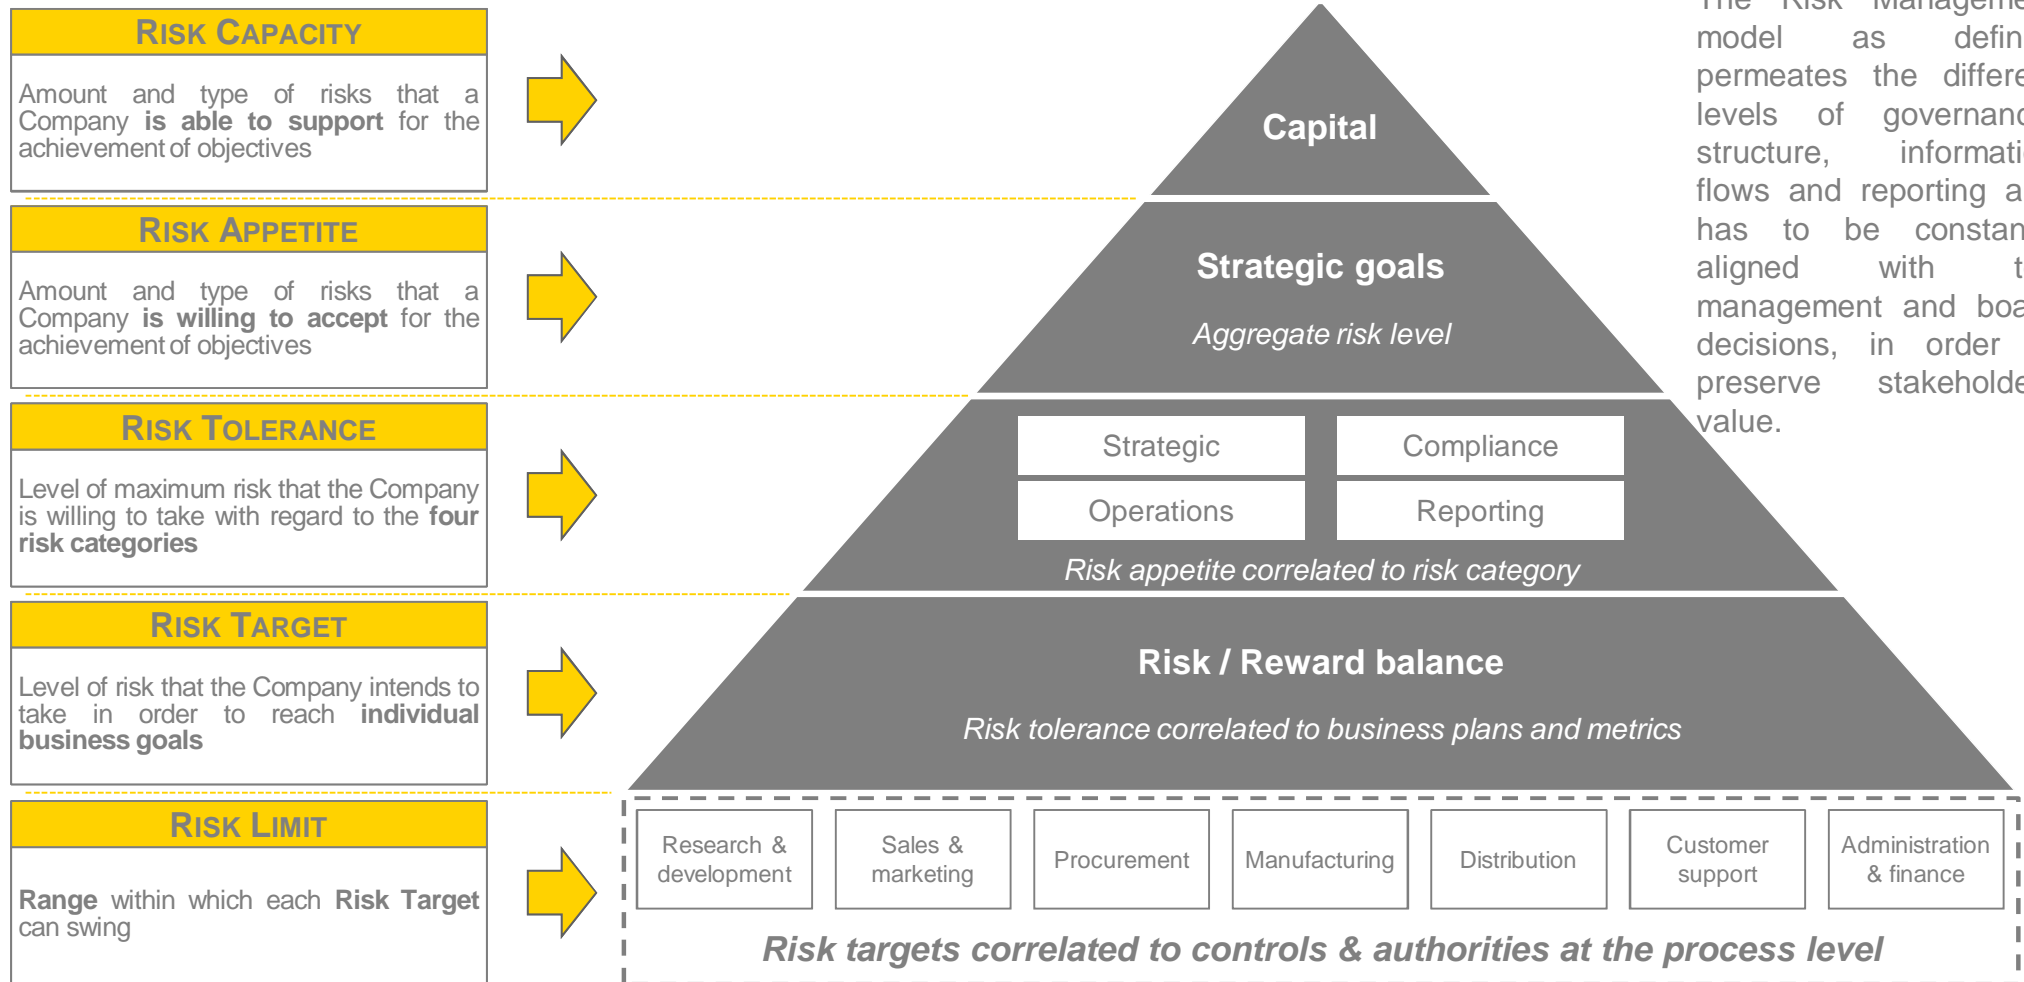 RISK CAPACITY
Amount and type of risks that a
Company is able to support for the
achievement of objectives
RISK APPETITE
Amount and type of risks that a
Company is willing to accept for the
achievement of objectives
RISK TOLERANCE
Level of maximum risk that the Company
is willing to take with regard to the four
risk categories
RISK TARGET
Level of risk that the Company intends to
take in order to reach individual
business goals
RISK LIMIT
Range within which each Risk Target
can swing
Capital
Strategic goals
Aggregate risk level
Strategic
Compliance
Operations
Reporting
Risk appetite correlated to risk category
Risk / Reward balance
Risk tolerance correlated to business plans and metrics
Research &
development
Sales &
marketing
Procurement
Manufacturing
Distribution
Customer
support
Administration
& finance
Risk targets correlated to controls & authorities at the process level
The Risk
model as
permeates the
levels of
structure,
flows and reporting
has to be
aligned with
management and
decisions, in order
preserve
value.